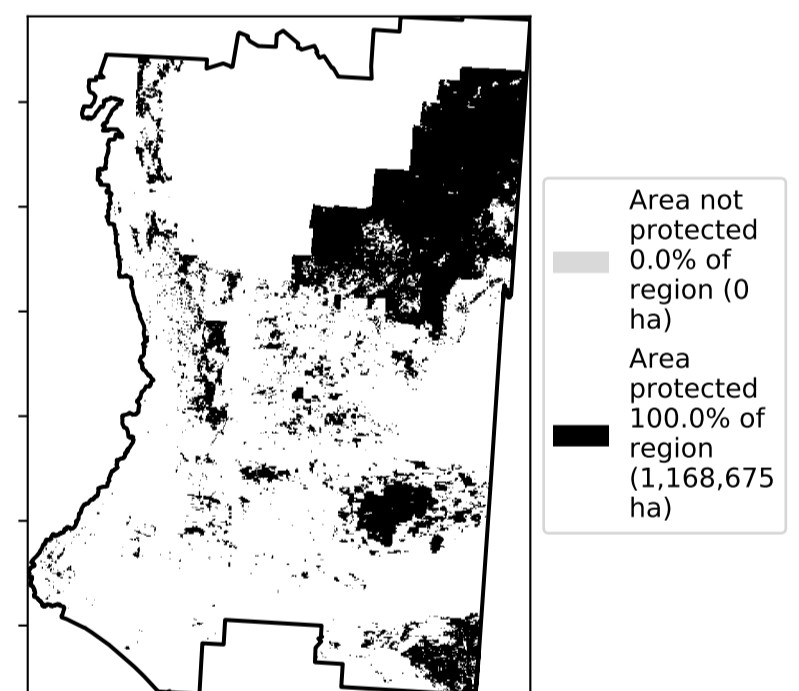 Area not
protected
0.0% of
region (0
ha)
Area
protected
100.0% of
region
(1,168,675
ha)